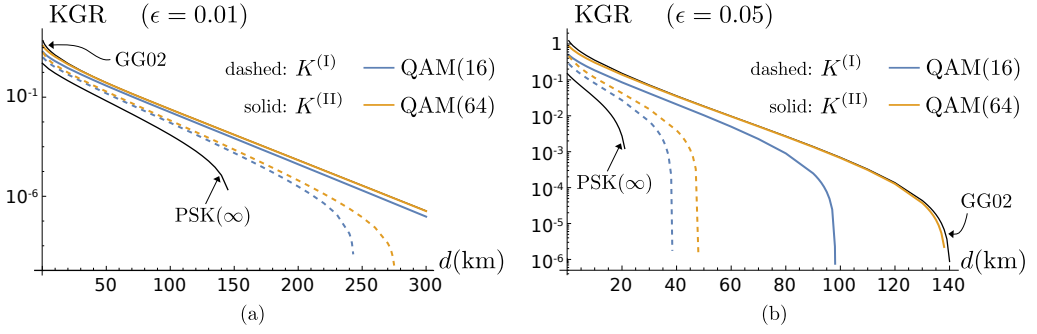 KGR (ϵ = 0.01)
GG02
dashed: K^(I) QAM(16)
solid: K^(II) QAM(64)
10^-1
10^-6
PSK(∞)
d(km)
50 100 150 200 250 300
(a)
KGR (ϵ = 0.05)
1
dashed: K^(I) QAM(16)
10^-1
solid: K^(II) QAM(64)
10^-2
10^-3
PSK(∞)
10^-4
GG02
10^-5
10^-6
d(km)
20 40 60 80 100 120 140
(b)